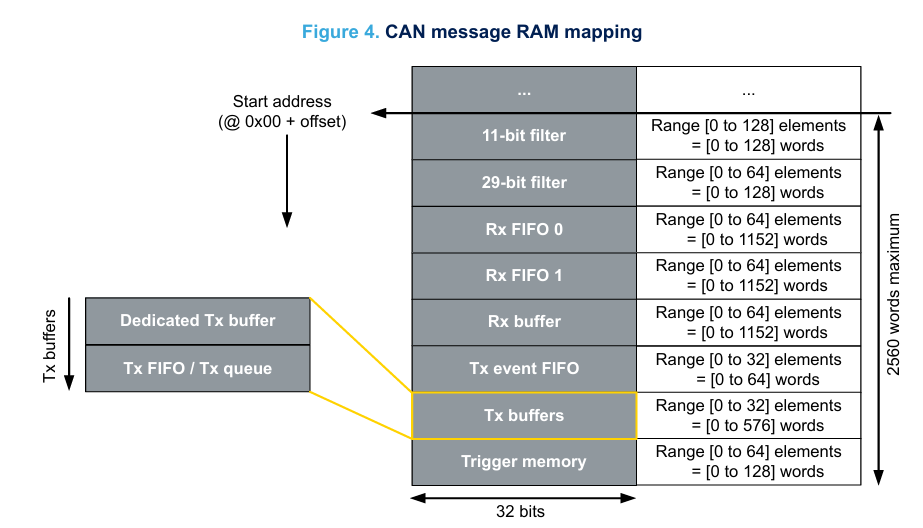 Figure 4. CAN message RAM mapping
...
...
Start address
(@ 0x00 + offset)
11-bit filter
Range [0 to 128] elements
= [0 to 128] words
29-bit filter
Range [0 to 64] elements
= [0 to 128] words
Rx FIFO 0
Range [0 to 64] elements
= [0 to 1152] words
Rx FIFO 1
Range [0 to 64] elements
= [0 to 1152] words
Rx buffer
Range [0 to 64] elements
= [0 to 1152] words
Tx event FIFO
Range [0 to 32] elements
= [0 to 64] words
Tx buffers
Range [0 to 32] elements
= [0 to 576] words
Trigger memory
Range [0 to 64] elements
= [0 to 128] words
2560 words maximum
32 bits
Tx buffers
Dedicated Tx buffer
Tx FIFO / Tx queue